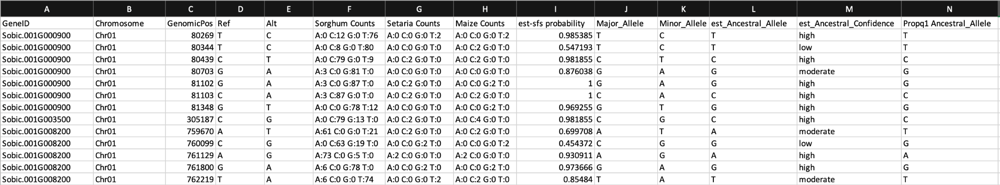 A B C D E F G H I J K L M N
GeneID Chromosome GenomicPos Ref Alt Sorghum Counts Setaria Counts Maize Counts est-sfs probability Major_Allele Minor_Allele est_Ancestral_Allele est_Ancestral_Confidence Propq1 Ancestral_Allele
Sobic.001G000900 Chr01 80269 T C A:0 C:12 G:0 T:76 A:0 C:0 G:0 T:2 A:0 C:0 G:0 T:2 0.985385 T C T high T
Sobic.001G000900 Chr01 80344 T C A:0 C:8 G:0 T:80 A:0 C:0 G:0 T:0 A:0 C:2 G:0 T:0 0.547193 T C T low T
Sobic.001G000900 Chr01 80439 C T A:0 C:79 G:0 T:9 A:0 C:2 G:0 T:0 A:0 C:2 G:0 T:0 0.981855 C T C high C
Sobic.001G000900 Chr01 80703 G A A:3 C:0 G:81 T:0 A:0 C:0 G:0 T:0 A:0 C:0 G:0 T:0 0.876038 G A G moderate G
Sobic.001G000900 Chr01 81102 G A A:3 C:0 G:87 T:0 A:0 C:2 G:0 T:0 A:0 C:0 G:2 T:0 1 G A G high G
Sobic.001G000900 Chr01 81103 C A A:3 C:87 G:0 T:0 A:0 C:2 G:0 T:0 A:0 C:2 G:0 T:0 1 C A C high C
Sobic.001G000900 Chr01 81348 G T A:0 C:0 G:78 T:12 A:0 C:0 G:0 T:0 A:0 C:0 G:2 T:0 0.969255 G T G high G
Sobic.001G003500 Chr01 305187 C G A:0 C:79 G:13 T:0 A:0 C:2 G:0 T:0 A:0 C:4 G:0 T:0 0.981855 C G C high C
Sobic.001G008200 Chr01 759670 A T A:61 C:0 G:0 T:21 A:0 C:2 G:0 T:0 A:0 C:2 G:0 T:0 0.699708 A T A moderate T
Sobic.001G008200 Chr01 760099 C G A:0 C:63 G:19 T:0 A:0 C:0 G:2 T:0 A:0 C:0 G:0 T:2 0.454372 C G G low G
Sobic.001G008200 Chr01 761129 A G A:73 C:0 G:5 T:0 A:2 C:0 G:0 T:0 A:2 C:0 G:0 T:0 0.930911 A G A high A
Sobic.001G008200 Chr01 761800 G A A:6 C:0 G:78 T:0 A:0 C:0 G:2 T:0 A:0 C:0 G:2 T:0 0.973666 G A G high G
Sobic.001G008200 Chr01 762219 T A A:6 C:0 G:0 T:74 A:0 C:0 G:0 T:2 A:0 C:2 G:0 T:0 0.85484 T A T moderate T